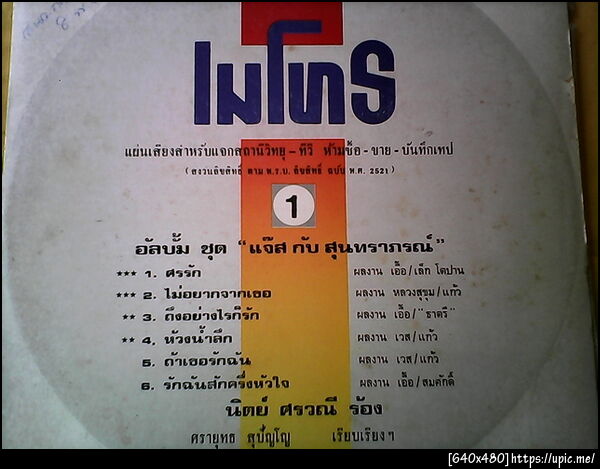 เมโทร
แผ่นเสียงสำหรับแจกสถานีวิทยุ - ทีวี ห้ามซื้อ - ขาย - บันทึกเทป
(สงวนลิขสิทธิ์ ตาม พ.ร.บ. ลิขสิทธิ์ ฉบับ พ.ศ. 2521)
1
อัลบั้ม ชุด "แจ๊ส กับ สุนทราภรณ์"
*** 1. ศรรัก ผลงาน เอื้อ/เล็ก โตปาน
*** 2. ไม่อยากจากเธอ ผลงาน หลวงสุขุม/แก้ว
** 3. ถึงอย่างไรก็รัก ผลงาน เอื้อ/"ธาตรี"
** 4. ห้วงน้ำลึก ผลงาน เวส/แก้ว
5. ถ้าเธอรักฉัน ผลงาน เวส/แก้ว
6. รักฉันสักครึ่งหัวใจ ผลงาน เอื้อ/สมศักดิ์
นิตย์ ศรวณี ร้อง
ศรายุทธ สุปัญโญ เรียบเรียงฯ
[640x480]https://upic.me/